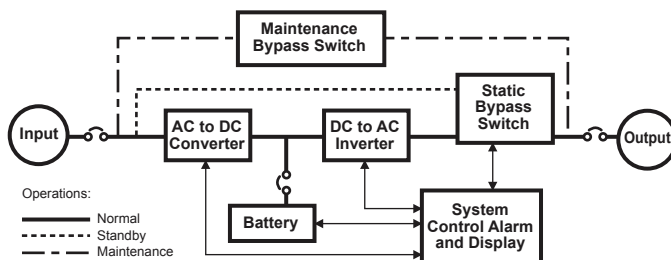 Maintenance
Bypass Switch
Input
AC to DC
Converter
DC to AC
Inverter
Static
Bypass
Switch
Output
Operations:
Normal
Standby
Maintenance
Battery
System
Control Alarm
and Display